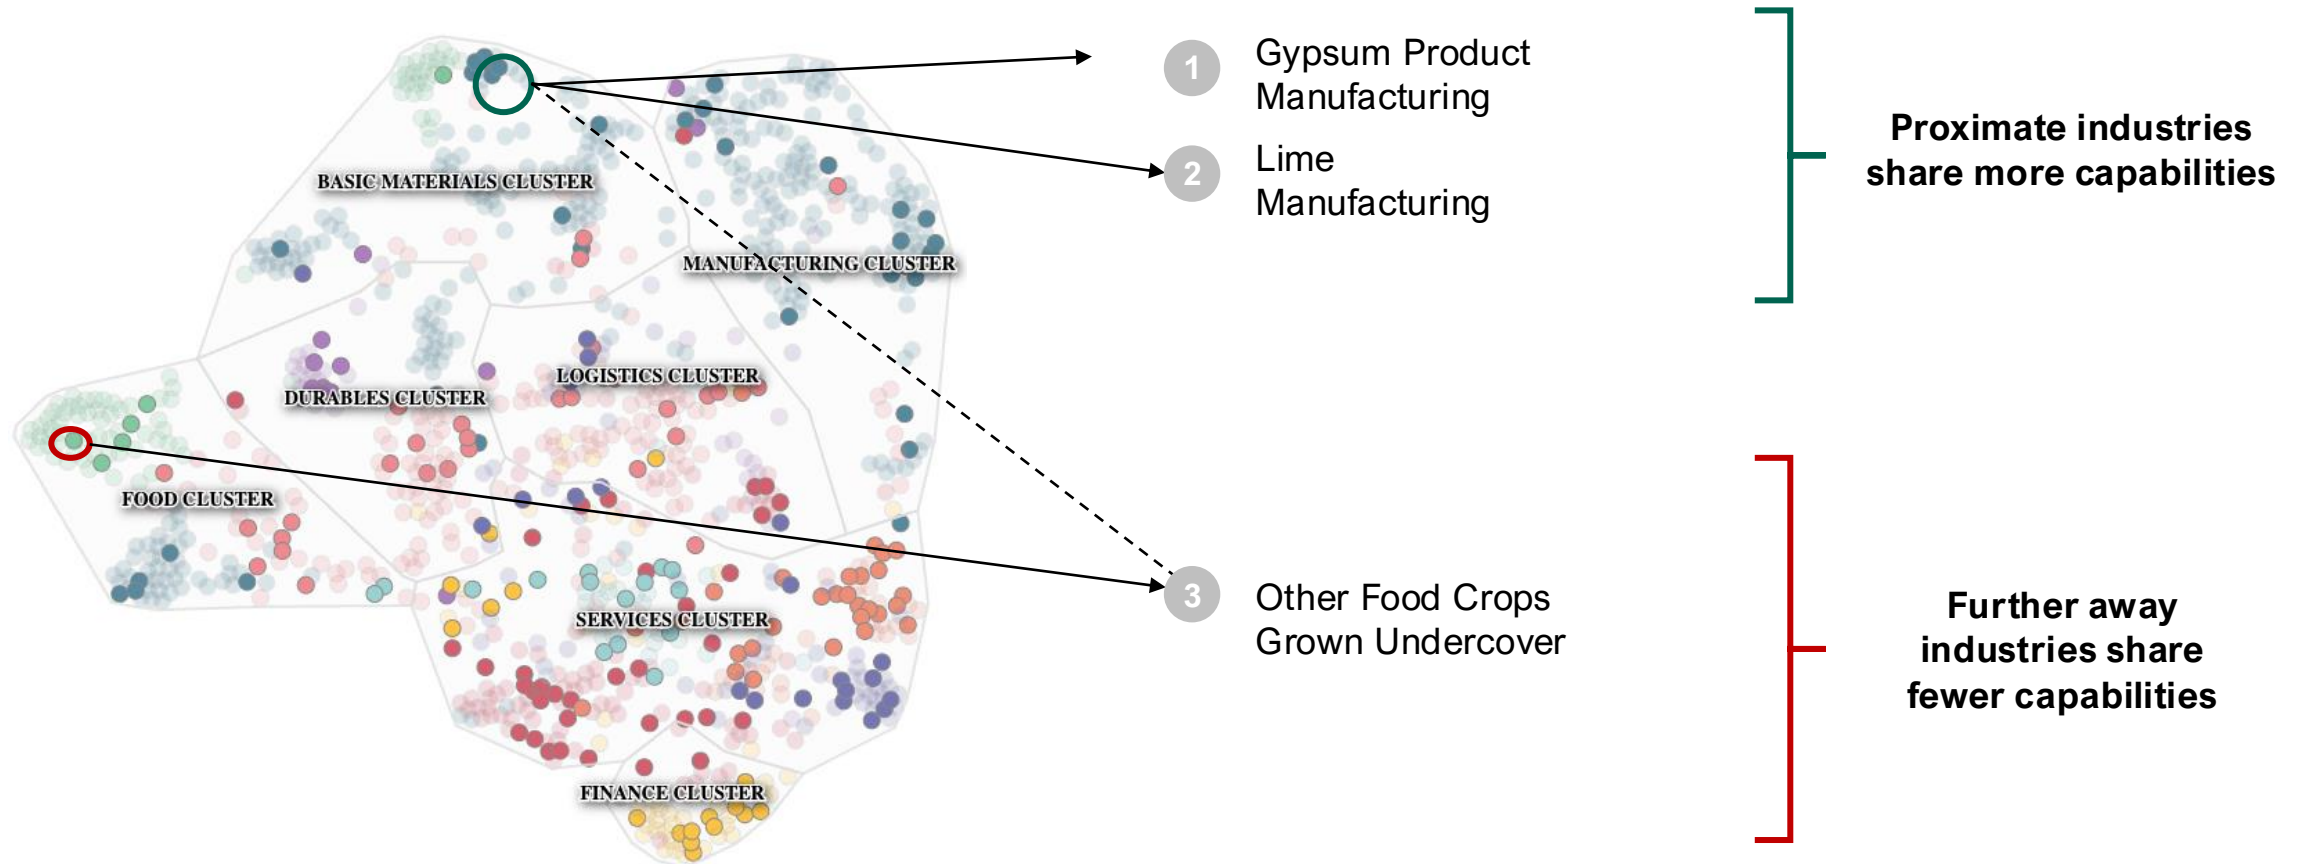 1
Gypsum Product
Manufacturing
2
Lime
Manufacturing
Proximate industries
share more capabilities
BASIC MATERIALS CLUSTER
MANUFACTURING CLUSTER
LOGISTICS CLUSTER
DURABLES CLUSTER
FOOD CLUSTER
SERVICES CLUSTER
FINANCE CLUSTER
3
Other Food Crops
Grown Undercover
Further away
industries share
fewer capabilities